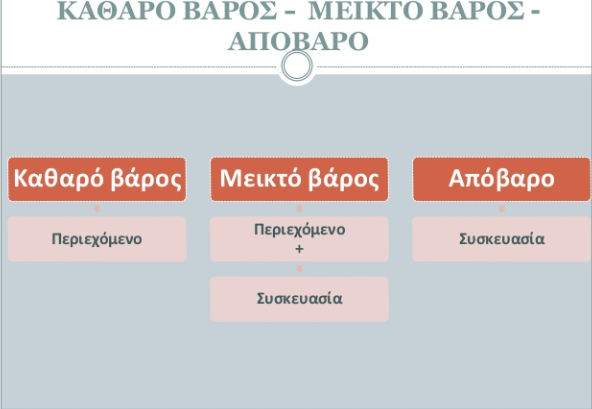 ΚΑΘΑΡΟ ΒΑΡΟΣ – ΜΕΙΚΤΟ ΒΑΡΟΣ -
ΑΠΟΒΑΡΟ
Καθαρό βάρος
Περιεχόμενο
Μεικτό βάρος
Περιεχόμενο
+
Συσκευασία
Απόβαρο
Συσκευασία